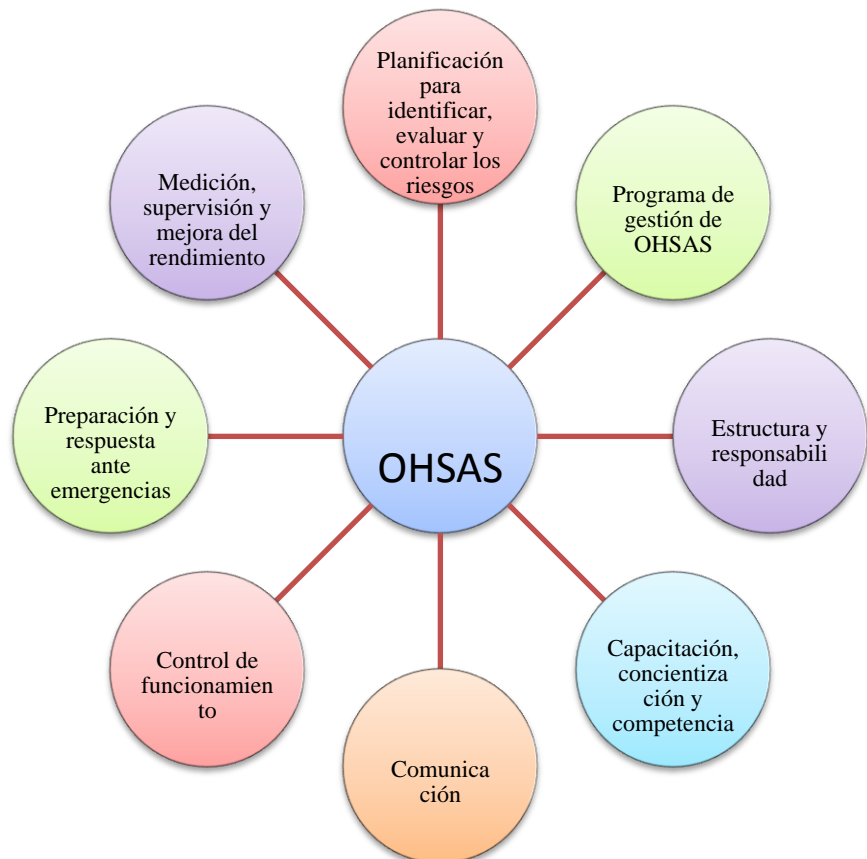 Planificación
para
identificar,
evaluar y
controlar los
riesgos
Programa de
gestión de
OHSAS
Estructura y
responsabili
dad
Capacitación,
concientiza
ción y
competencia
Comunica
ción
Control de
funcionamien
to
Preparación y
respuesta
ante
emergencias
Medición,
supervisión y
mejora del
rendimiento
OHSAS